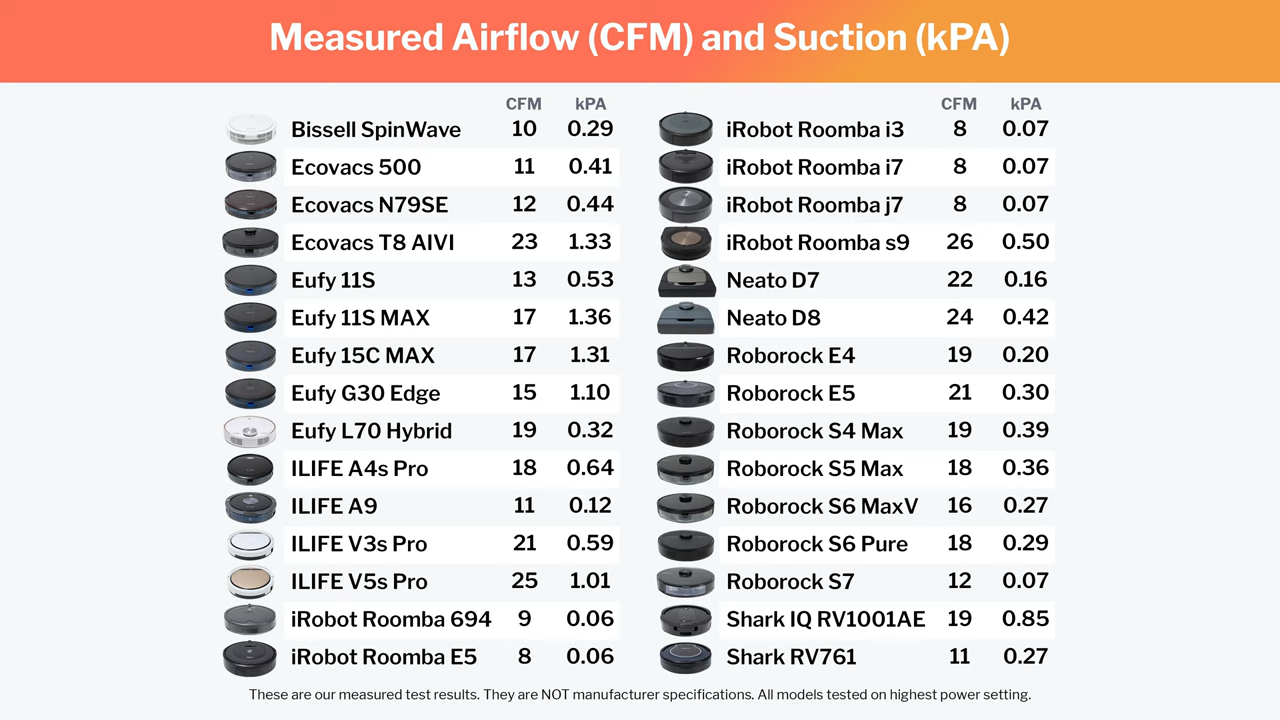 Measured Airflow (CFM) and Suction (kPA)
CFM kPA
Bissell SpinWave 10 0.29
Ecovacs 500 11 0.41
Ecovacs N79SE 12 0.44
Ecovacs T8 AIVI 23 1.33
Eufy 11S 13 0.53
Eufy 11S MAX 17 1.36
Eufy 15C MAX 17 1.31
Eufy G30 Edge 15 1.10
Eufy L70 Hybrid 19 0.32
ILIFE A4s Pro 18 0.64
ILIFE A9 11 0.12
ILIFE V3s Pro 21 0.59
ILIFE V5s Pro 25 1.01
iRobot Roomba 694 9 0.06
iRobot Roomba E5 8 0.06
CFM kPA
iRobot Roomba i3 8 0.07
iRobot Roomba i7 8 0.07
iRobot Roomba j7 8 0.07
iRobot Roomba s9 26 0.50
Neato D7 22 0.16
Neato D8 24 0.42
Roborock E4 19 0.20
Roborock E5 21 0.30
Roborock S4 Max 19 0.39
Roborock S5 Max 18 0.36
Roborock S6 MaxV 16 0.27
Roborock S6 Pure 18 0.29
Roborock S7 12 0.07
Shark IQ RV1001AE 19 0.85
Shark RV761 11 0.27
These are our measured test results. They are NOT manufacturer specifications. All models tested on highest power setting.